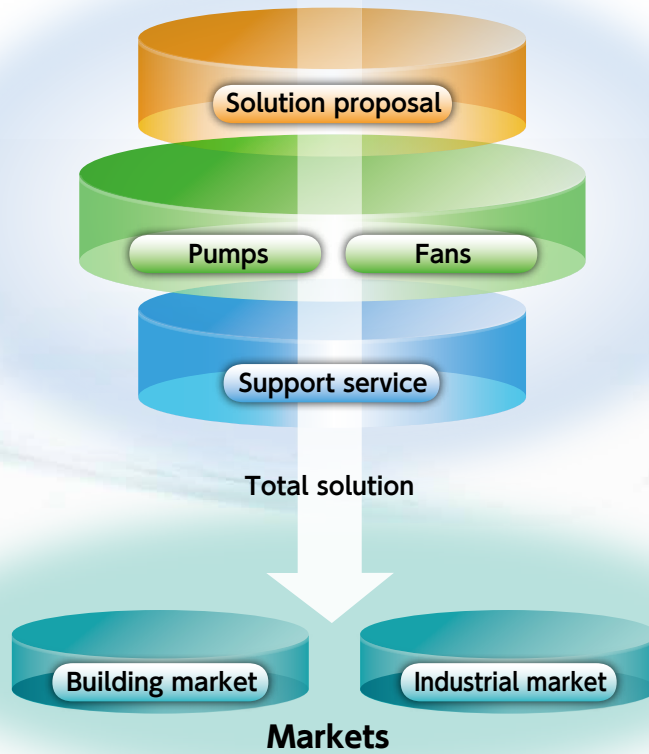 Solution proposal
Pumps
Fans
Support service
Total solution
Building market
Industrial market
Markets